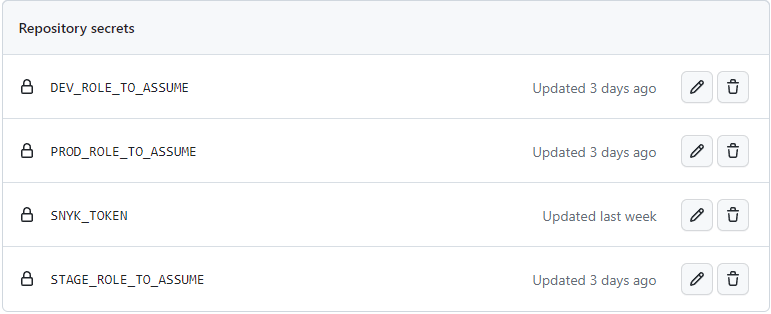 Repository secrets
DEV_ROLE_TO_ASSUME Updated 3 days ago
PROD_ROLE_TO_ASSUME Updated 3 days ago
SNYK_TOKEN Updated last week
STAGE_ROLE_TO_ASSUME Updated 3 days ago